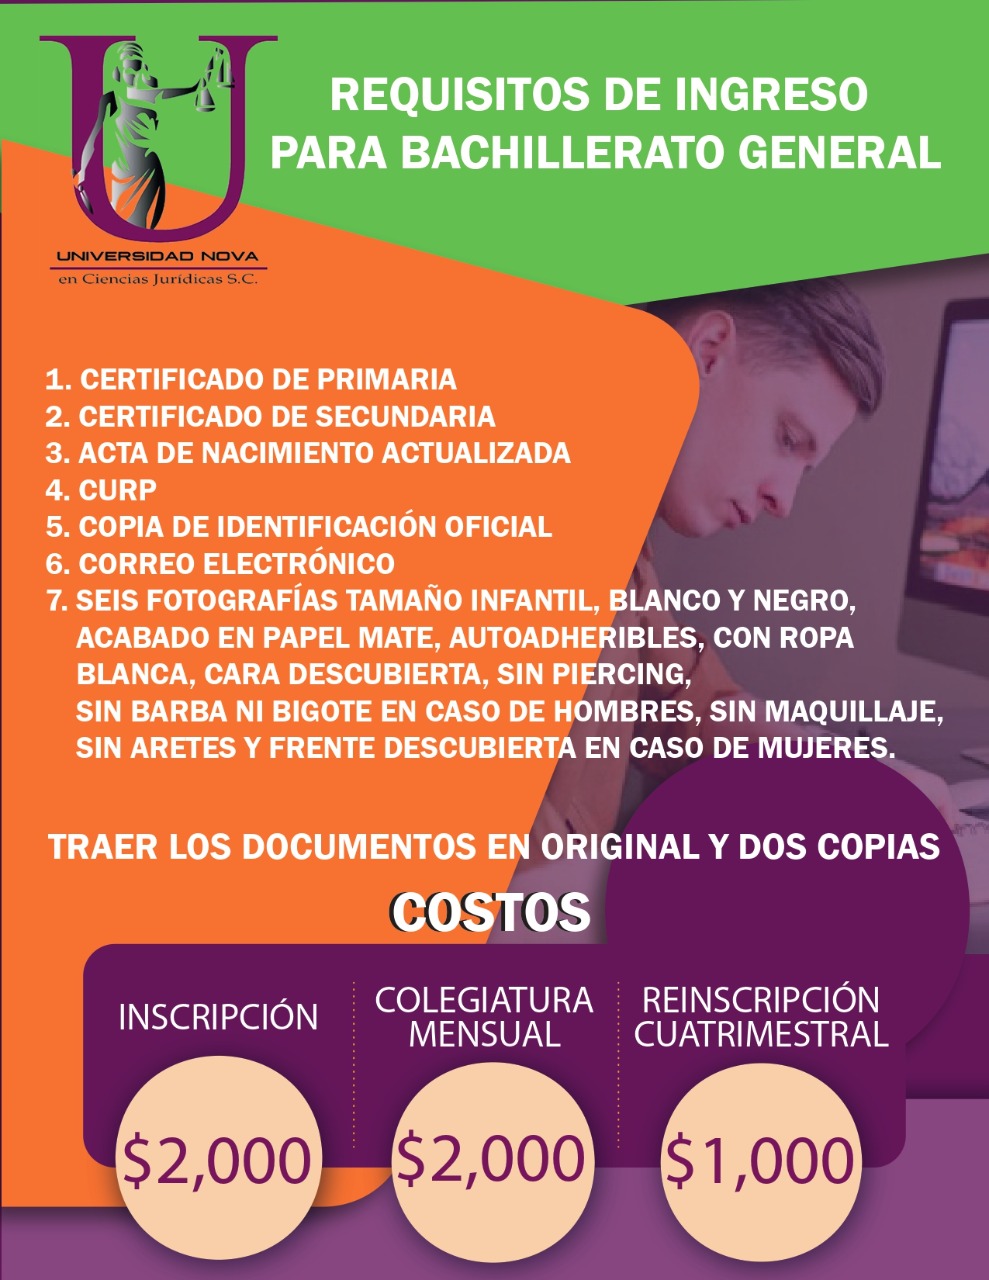 REQUISITOS DE INGRESO
PARA BACHILLERATO GENERAL
UNIVERSIDAD NOVA
en Ciencias Jurídicas S.C.
1. CERTIFICADO DE PRIMARIA
2. CERTIFICADO DE SECUNDARIA
3. ACTA DE NACIMIENTO ACTUALIZADA
4. CURP
5. COPIA DE IDENTIFICACIÓN OFICIAL
6. CORREO ELECTRÓNICO
7. SEIS FOTOGRAFÍAS TAMAÑO INFANTIL, BLANCO Y NEGRO,
ACABADO EN PAPEL MATE, AUTOADHERIBLES, CON ROPA
BLANCA, CARA DESCUBIERTA, SIN PIERCING,
SIN BARBA NI BIGOTE EN CASO DE HOMBRES, SIN MAQUILLAJE,
SIN ARETES Y FRENTE DESCUBIERTA EN CASO DE MUJERES.
TRAER LOS DOCUMENTOS EN ORIGINAL Y DOS COPIAS
COSTOS
INSCRIPCIÓN
$2,000
COLEGIATURA
MENSUAL
$2,000
REINSCRIPCIÓN
CUATRIMESTRAL
$1,000